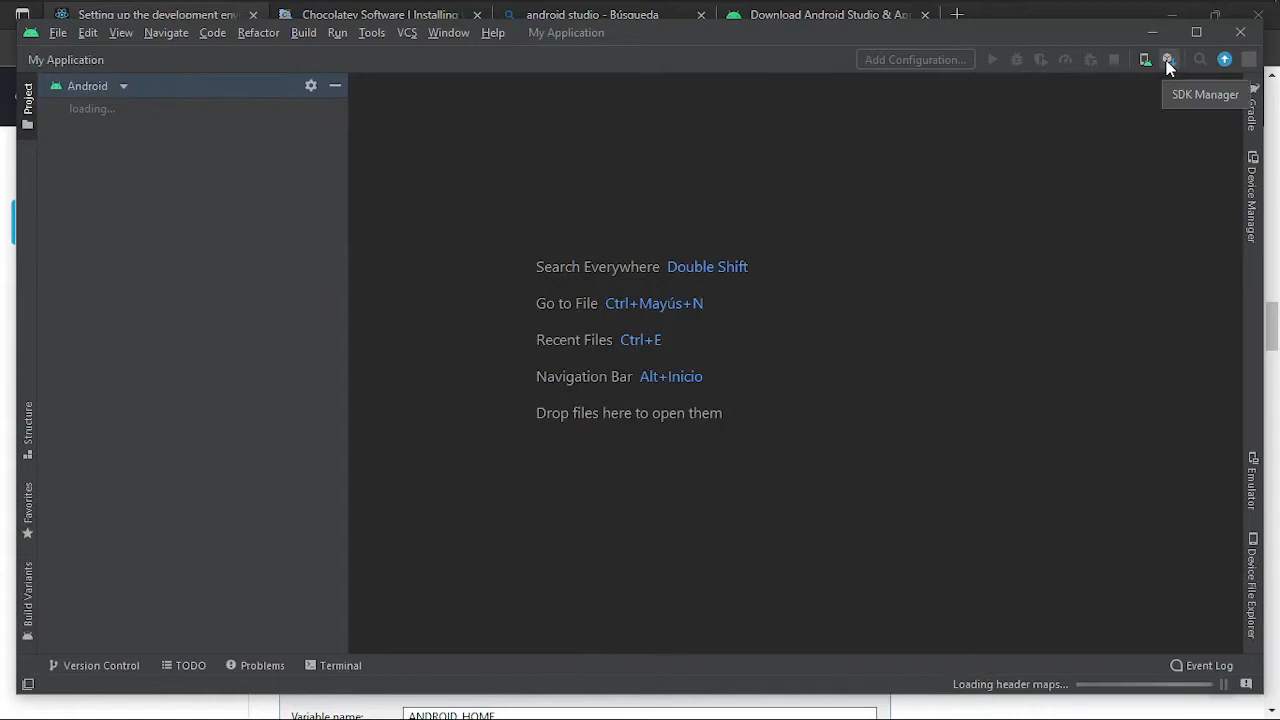 Setting up the development env
Chocolatey Software | Installing
android studio - Búsqueda
Download Android Studio & Ap
File Edit View Navigate Code Refactor Build Run Tools VCS Window Help My Application
My Application
Add Configuration...
Android
loading...
SDK Manager
Project
Structure
Favorites
Build Variants
Gradle
Device Manager
Emulator
Device File Explorer
Search Everywhere Double Shift
Go to File Ctrl+Mayús+N
Recent Files Ctrl+E
Navigation Bar Alt+Inicio
Drop files here to open them
Version Control TODO Problems Terminal
Event Log
Loading header maps...
Variable name: ANDROID_HOME